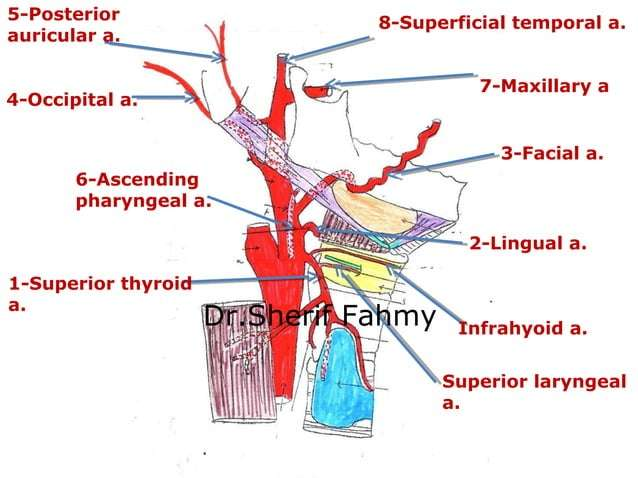 5-Posterior
auricular a.
8-Superficial temporal a.
7-Maxillary a
4-Occipital a.
3-Facial a.
6-Ascending
pharyngeal a.
2-Lingual a.
1-Superior thyroid
a.
Dr.Sherif Fahmy
Infrahyoid a.
Superior laryngeal
a.